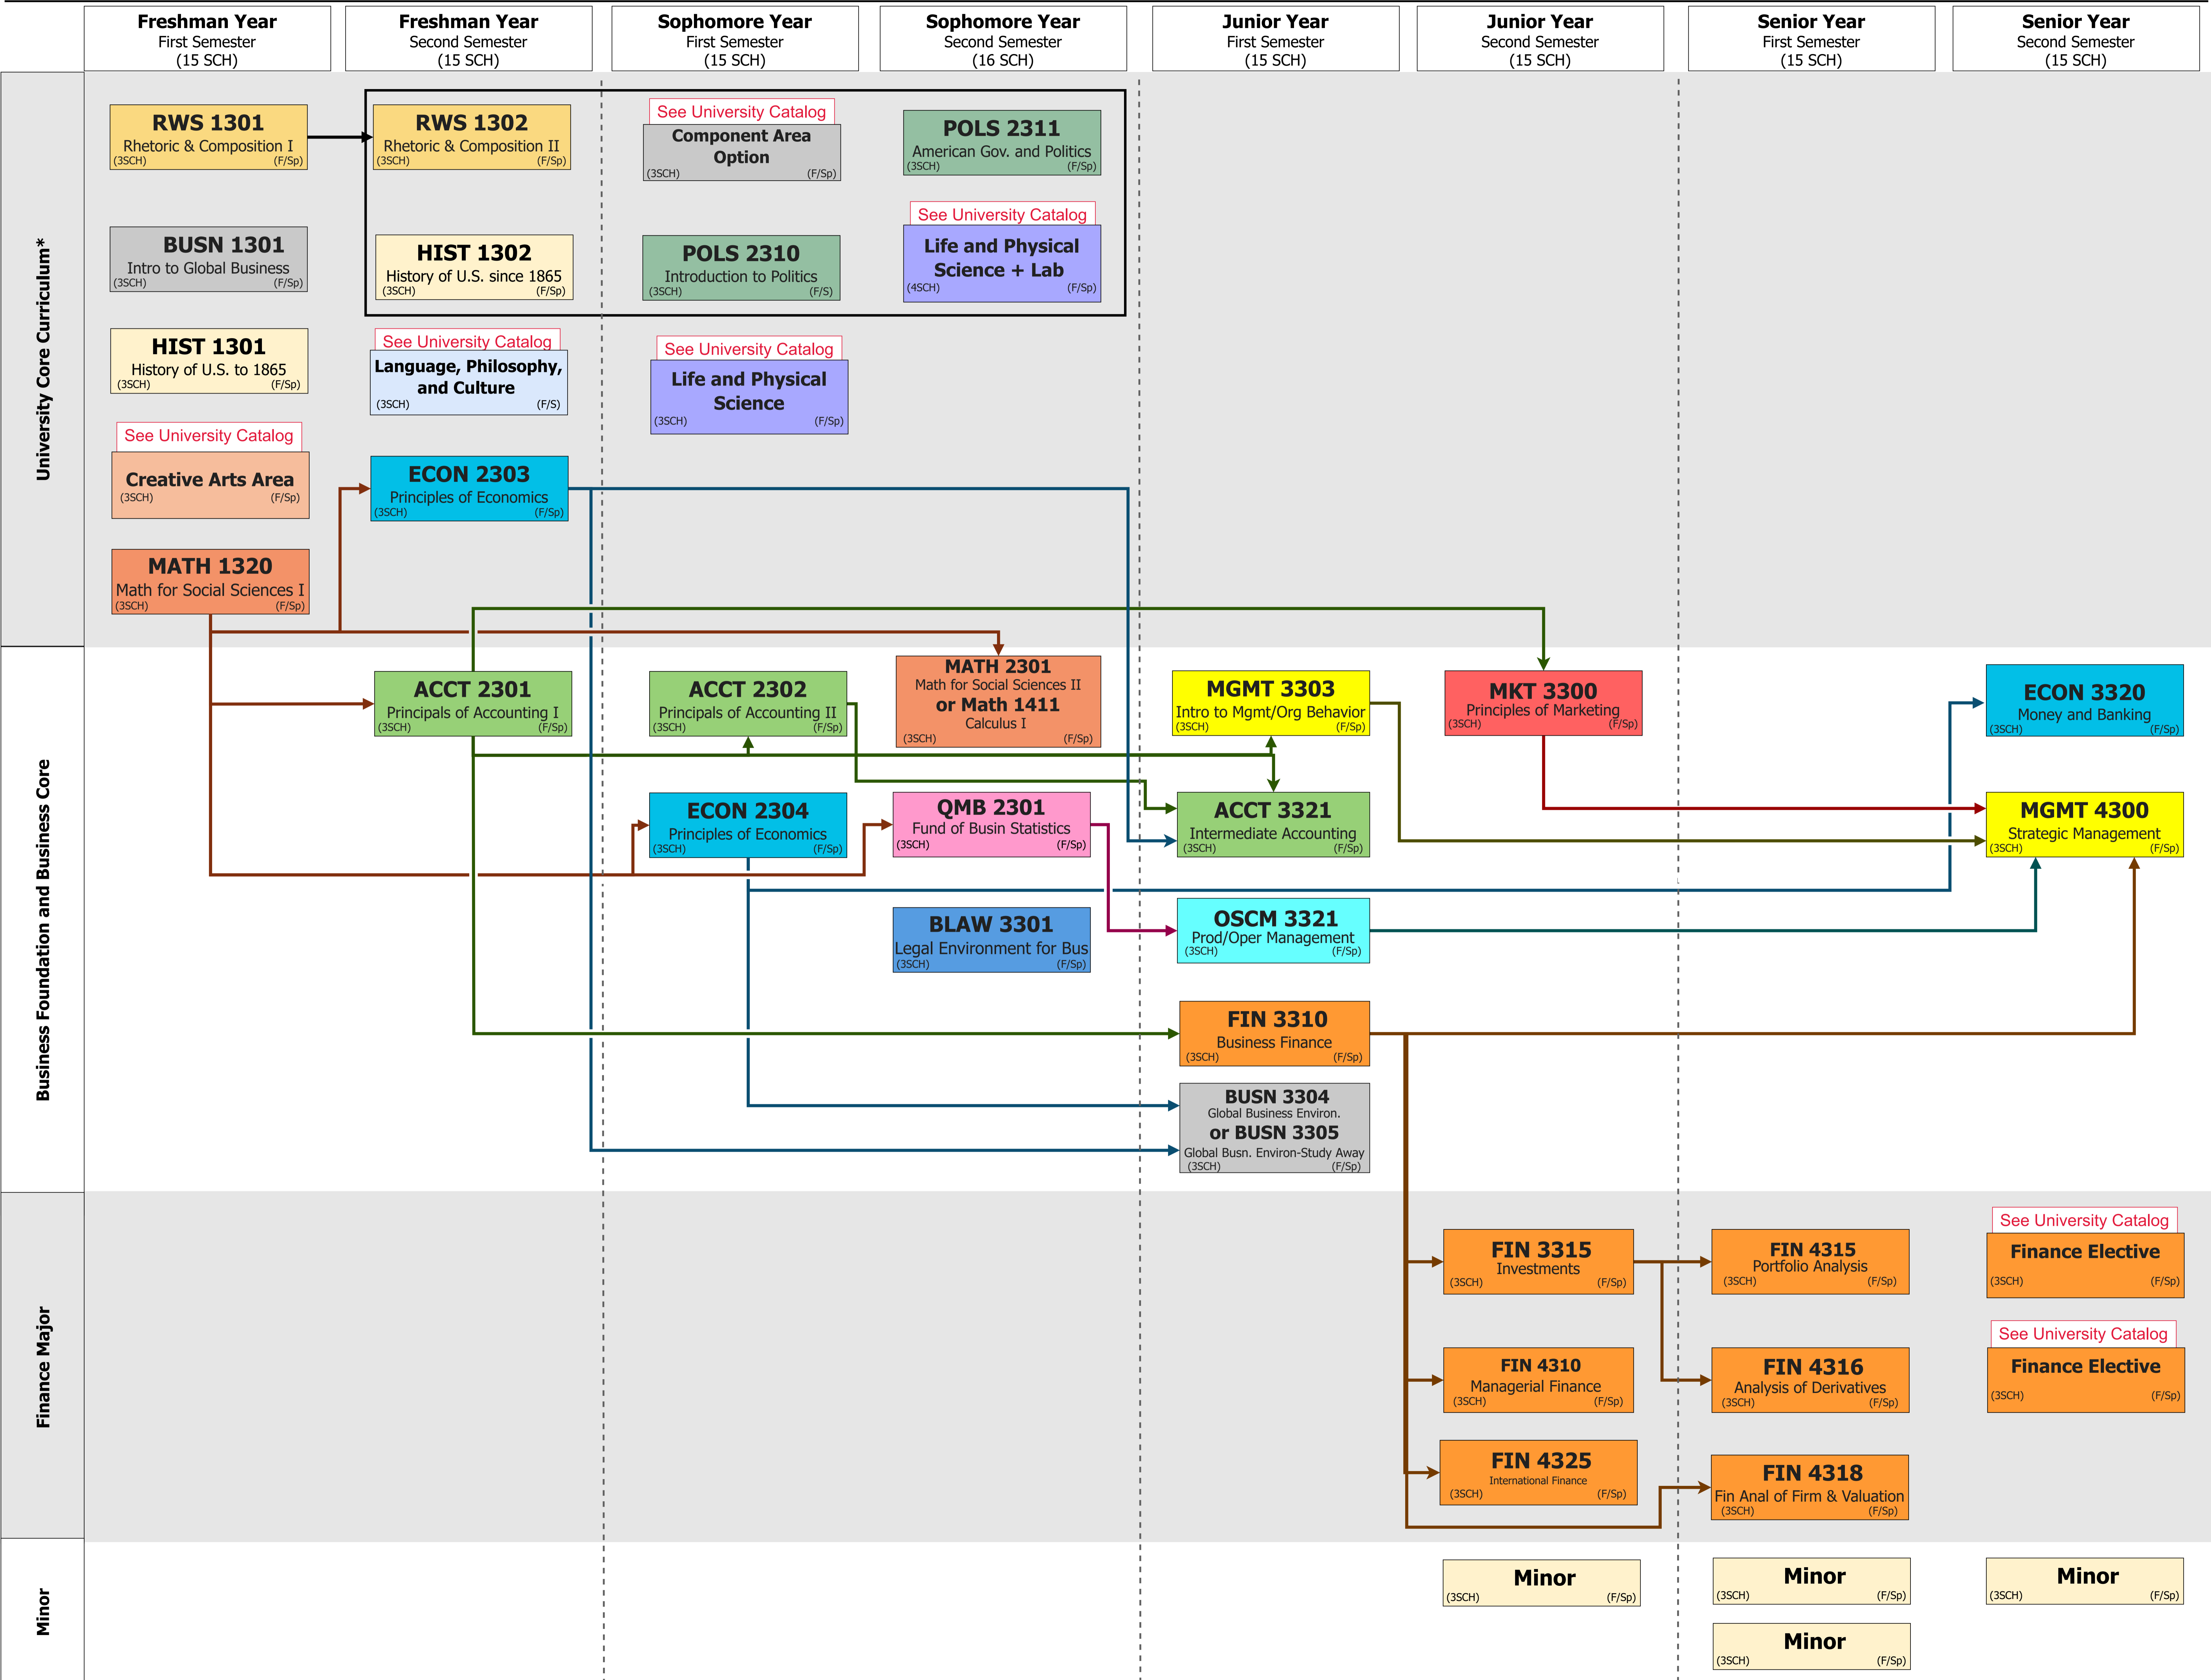 Freshman Year
First Semester
(15 SCH)
Freshman Year
Second Semester
(15 SCH)
Sophomore Year
First Semester
(15 SCH)
Sophomore Year
Second Semester
(16 SCH)
Junior Year
First Semester
(15 SCH)
Junior Year
Second Semester
(15 SCH)
Senior Year
First Semester
(15 SCH)
Senior Year
Second Semester
(15 SCH)
University Core Curriculum*
RWS 1301
Rhetoric & Composition I
(3SCH) (F/Sp)
RWS 1302
Rhetoric & Composition II
(3SCH) (F/Sp)
See University Catalog
Component Area
Option
(3SCH) (F/Sp)
POLS 2311
American Gov. and Politics
(3SCH) (F/Sp)
BUSN 1301
Intro to Global Business
(3SCH) (F/Sp)
HIST 1302
History of U.S. since 1865
(3SCH) (F/Sp)
POLS 2310
Introduction to Politics
(3SCH) (F/S)
See University Catalog
Life and Physical
Science + Lab
(4SCH) (F/Sp)
HIST 1301
History of U.S. to 1865
(3SCH) (F/Sp)
See University Catalog
Language, Philosophy,
and Culture
(3SCH) (F/S)
See University Catalog
Life and Physical
Science
(3SCH) (F/Sp)
See University Catalog
Creative Arts Area
(3SCH) (F/Sp)
ECON 2303
Principles of Economics
(3SCH) (F/Sp)
MATH 1320
Math for Social Sciences I
(3SCH) (F/Sp)
Business Foundation and Business Core
ACCT 2301
Principals of Accounting I
(3SCH) (F/Sp)
ACCT 2302
Principals of Accounting II
(3SCH) (F/Sp)
MATH 2301
Math for Social Sciences II
or Math 1411
Calculus I
(3SCH) (F/Sp)
MGMT 3303
Intro to Mgmt/Org Behavior
(3SCH) (F/Sp)
MKT 3300
Principles of Marketing
(3SCH) (F/Sp)
ECON 3320
Money and Banking
(3SCH) (F/Sp)
ECON 2304
Principles of Economics
(3SCH) (F/Sp)
QMB 2301
Fund of Busin Statistics
(3SCH) (F/Sp)
ACCT 3321
Intermediate Accounting
(3SCH) (F/Sp)
MGMT 4300
Strategic Management
(3SCH) (F/Sp)
BLAW 3301
Legal Environment for Bus
(3SCH) (F/Sp)
OSCM 3321
Prod/Oper Management
(3SCH) (F/Sp)
FIN 3310
Business Finance
(3SCH) (F/Sp)
BUSN 3304
Global Business Environ.
or BUSN 3305
Global Busn. Environ-Study Away
(3SCH) (F/Sp)
Finance Major
FIN 3315
Investments
(3SCH) (F/Sp)
FIN 4315
Portfolio Analysis
(3SCH) (F/Sp)
See University Catalog
Finance Elective
(3SCH) (F/Sp)
FIN 4310
Managerial Finance
(3SCH) (F/Sp)
FIN 4316
Analysis of Derivatives
(3SCH) (F/Sp)
See University Catalog
Finance Elective
(3SCH) (F/Sp)
FIN 4325
International Finance
(3SCH) (F/Sp)
FIN 4318
Fin Anal of Firm & Valuation
(3SCH) (F/Sp)
Minor
Minor
(3SCH) (F/Sp)
Minor
(3SCH) (F/Sp)
Minor
(3SCH) (F/Sp)
Minor
(3SCH) (F/Sp)